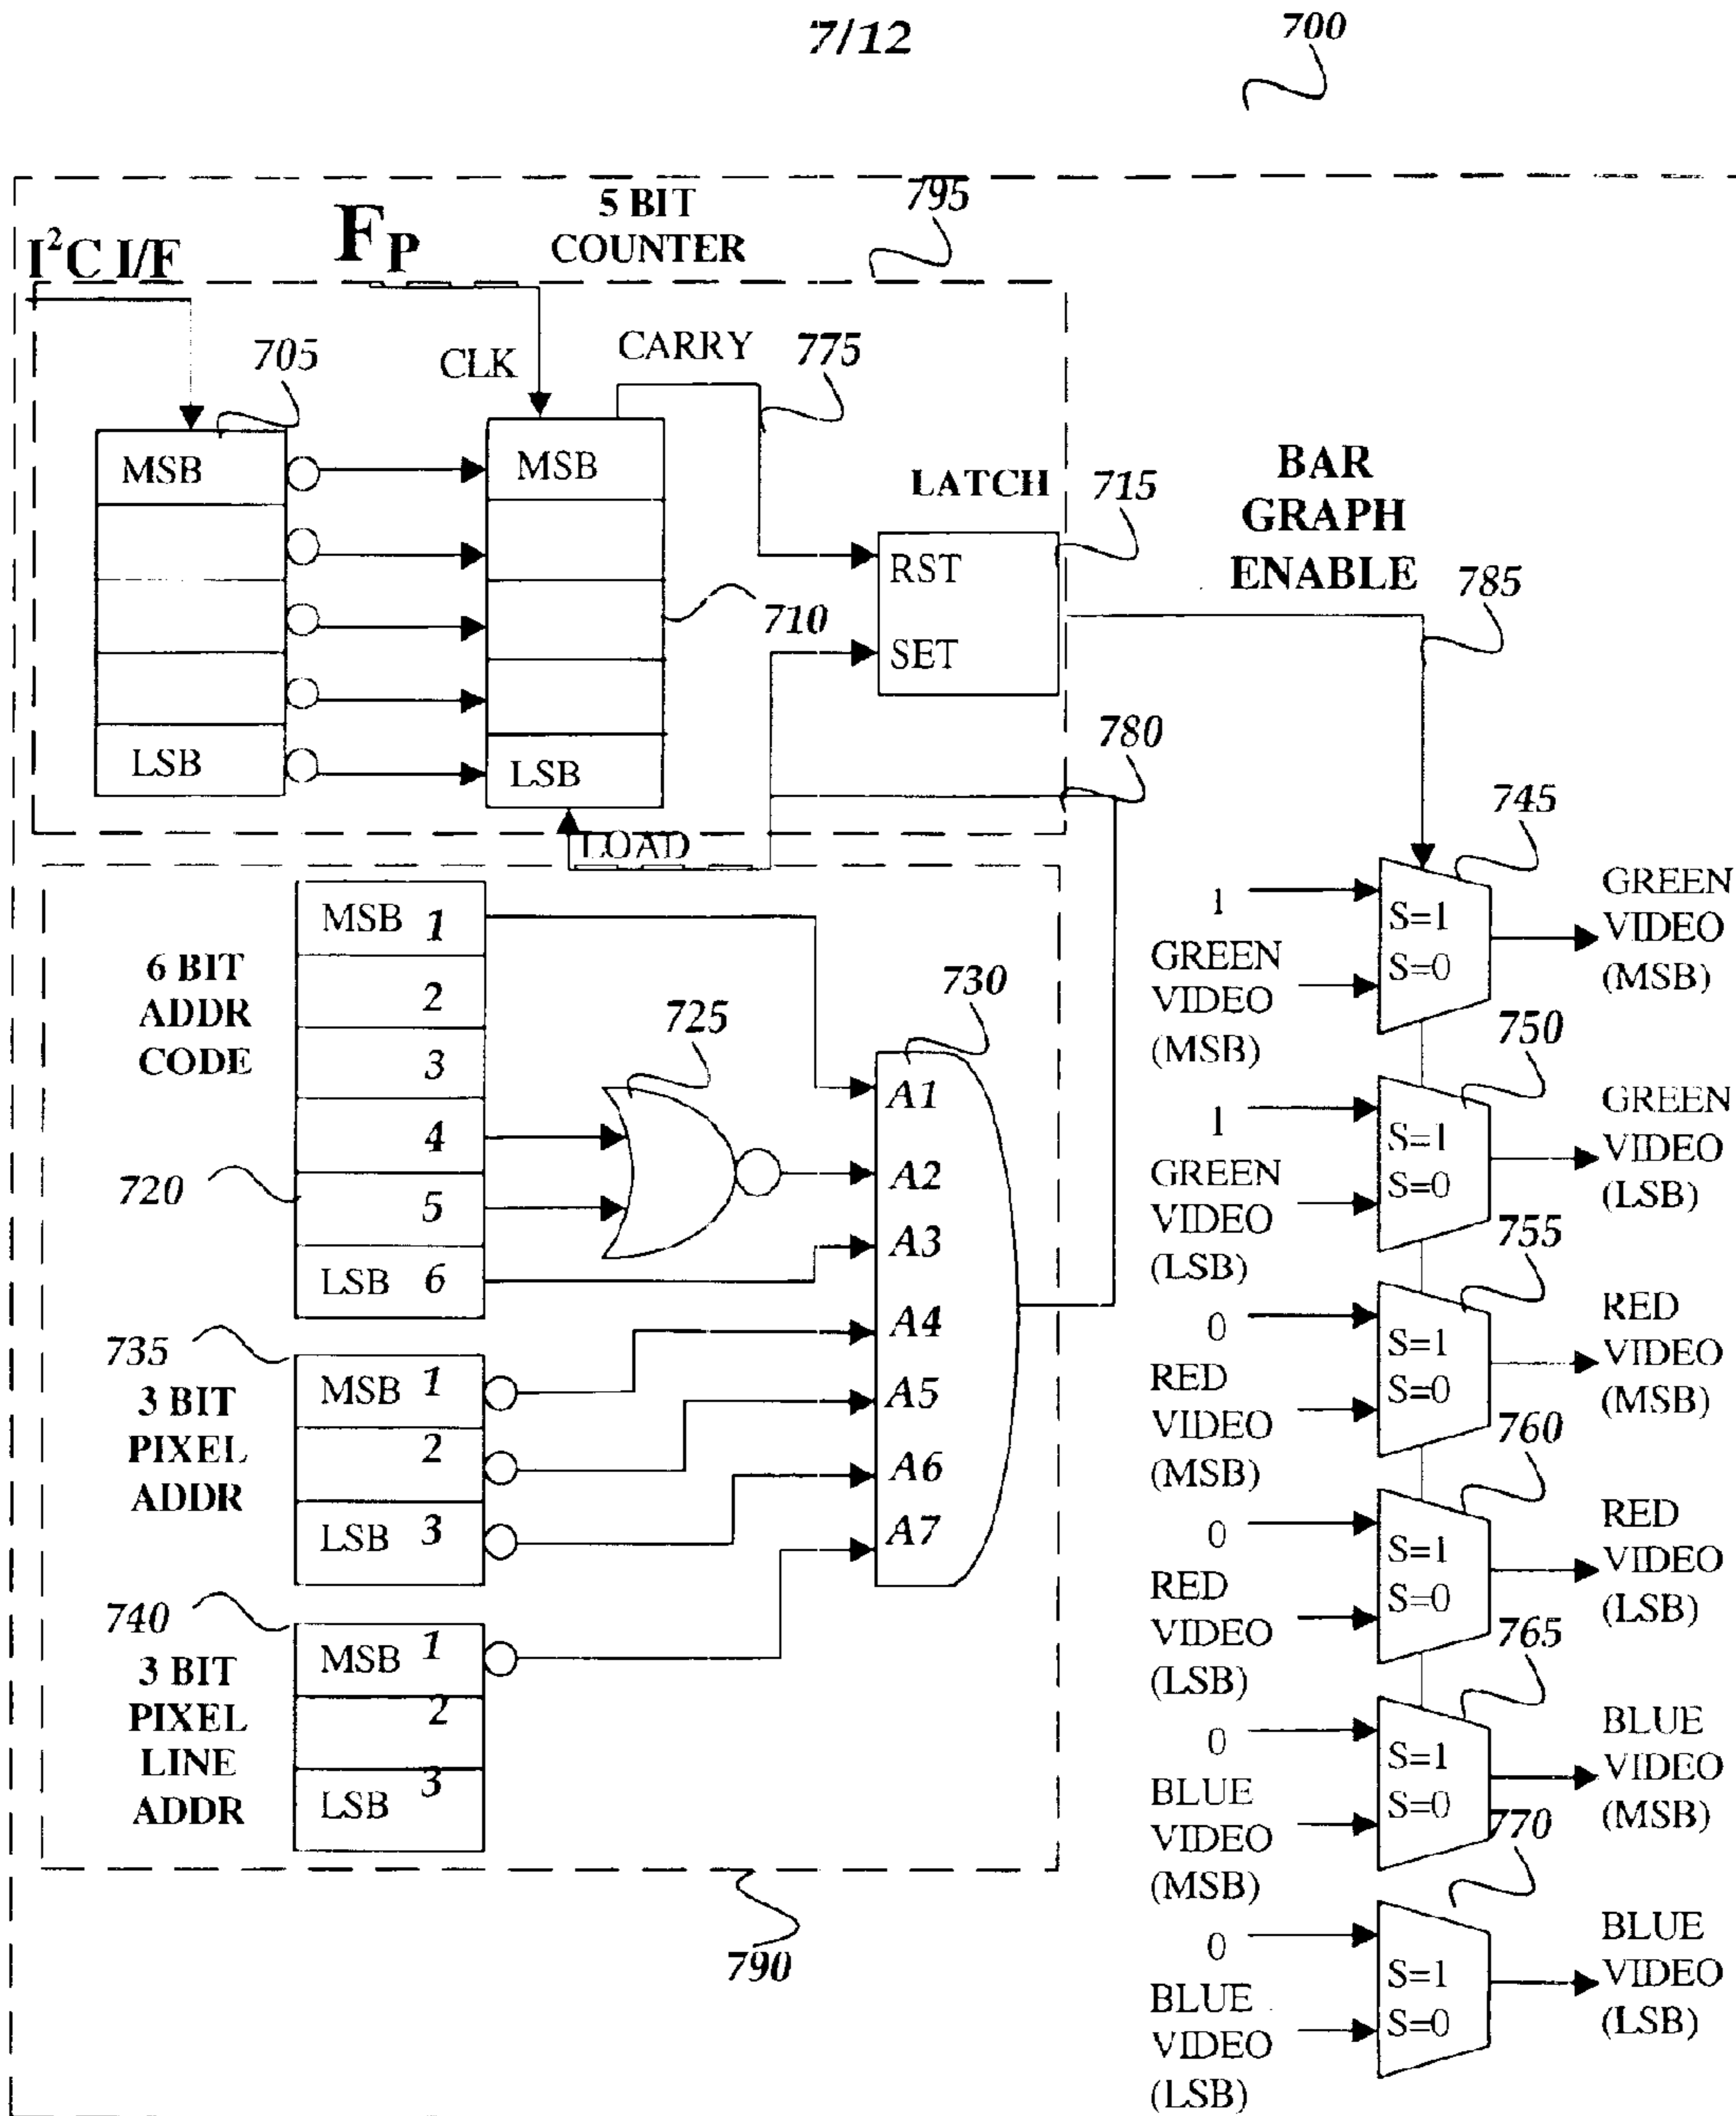 7/12
700
5 BIT
COUNTER
795
I²C I/F
F_P
705
CLK
CARRY
775
MSB
LSB
MSB
LSB
710
LATCH
715
RST
SET
BAR
GRAPH
ENABLE
785
780
LOAD
6 BIT
ADDR
CODE
720
MSB 1
2
3
4
5
LSB 6
725
730
A1
A2
A3
A4
A5
A6
A7
735
3 BIT
PIXEL
ADDR
MSB 1
2
LSB 3
740
3 BIT
PIXEL
LINE
ADDR
MSB 1
2
LSB 3
790
745
1
GREEN
VIDEO
(MSB)
S=1
S=0
GREEN
VIDEO
(MSB)
750
1
GREEN
VIDEO
(LSB)
S=1
S=0
GREEN
VIDEO
(LSB)
755
0
RED
VIDEO
(MSB)
S=1
S=0
RED
VIDEO
(MSB)
760
0
RED
VIDEO
(LSB)
S=1
S=0
RED
VIDEO
(LSB)
765
0
BLUE
VIDEO
(MSB)
S=1
S=0
BLUE
VIDEO
(MSB)
770
0
BLUE
VIDEO
(LSB)
S=1
S=0
BLUE
VIDEO
(LSB)